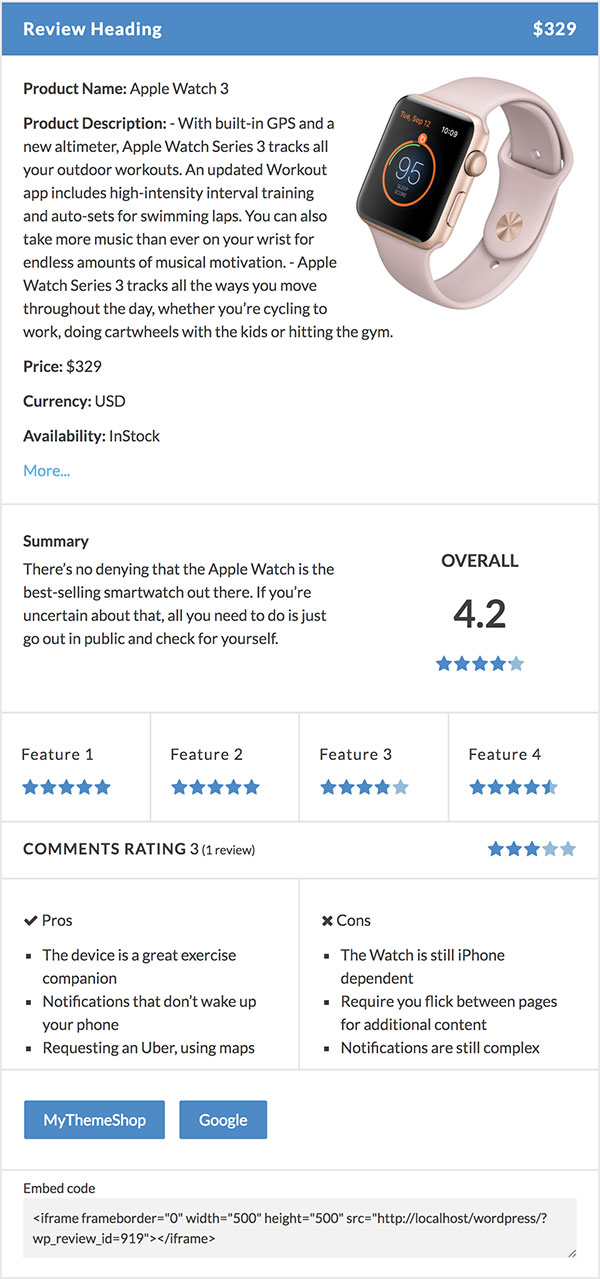 Review Heading $329
Product Name: Apple Watch 3
Product Description: - With built-in GPS and a
new altimeter, Apple Watch Series 3 tracks all
your outdoor workouts. An updated Workout
app includes high-intensity interval training
and auto-sets for swimming laps. You can also
take more music than ever on your wrist for
endless amounts of musical motivation. - Apple
Watch Series 3 tracks all the ways you move
throughout the day, whether you’re cycling to
work, doing cartwheels with the kids or hitting the gym.
Tue, Sep 12
10:09
95
SLEEP
SCORE
Price: $329
Currency: USD
Availability: InStock
More...
Summary
There’s no denying that the Apple Watch is the
best-selling smartwatch out there. If you’re
uncertain about that, all you need to do is just
go out in public and check for yourself.
OVERALL
4.2
Feature 1 Feature 2 Feature 3 Feature 4
COMMENTS RATING 3 (1 review)
Pros
The device is a great exercise
companion
Notifications that don’t wake up
your phone
Requesting an Uber, using maps
Cons
The Watch is still iPhone
dependent
Require you flick between pages
for additional content
Notifications are still complex
MyThemeShop Google
Embed code
<iframe frameborder="0" width="500" height="500" src="http://localhost/wordpress/?
wp_review_id=919"></iframe>